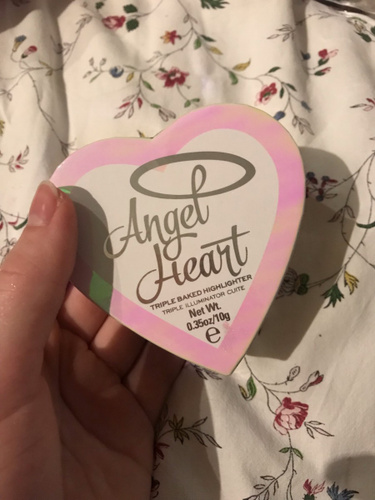 Angel
Heart
TRIPLE BAKED HIGHLIGHTER
TRIPLE ILLUMINATOR CUITE
Net Wt.
0.35oz/10g
e